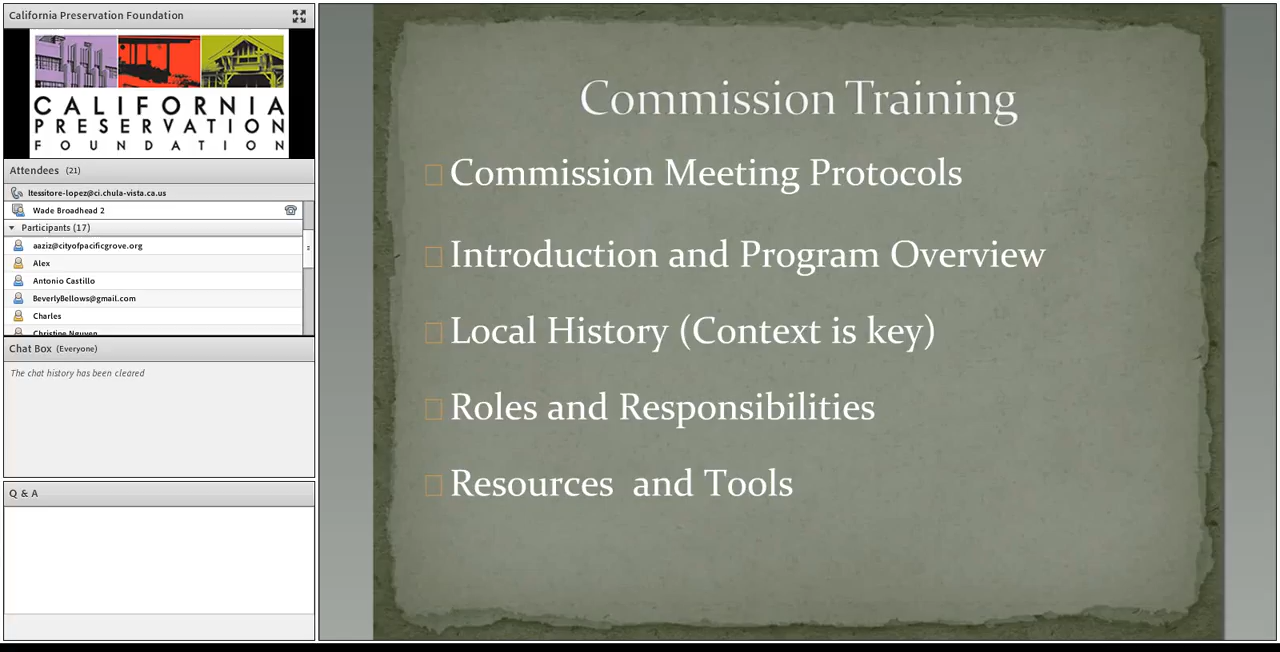 California Preservation Foundation
CALIFORNIA
PRESERVATION
FOUNDATION
Attendees (21)
ltessitore-lopez@ci.chula-vista.ca.us
Wade Broadhead 2
Participants (17)
aaziz@cityofpacificgrove.org
Alex
Antonio Castillo
BeverlyBellows@gmail.com
Charles
Christine Nguyen
Chat Box (Everyone)
The chat history has been cleared
Q & A
Commission Training
Commission Meeting Protocols
Introduction and Program Overview
Local History (Context is key)
Roles and Responsibilities
Resources  and Tools